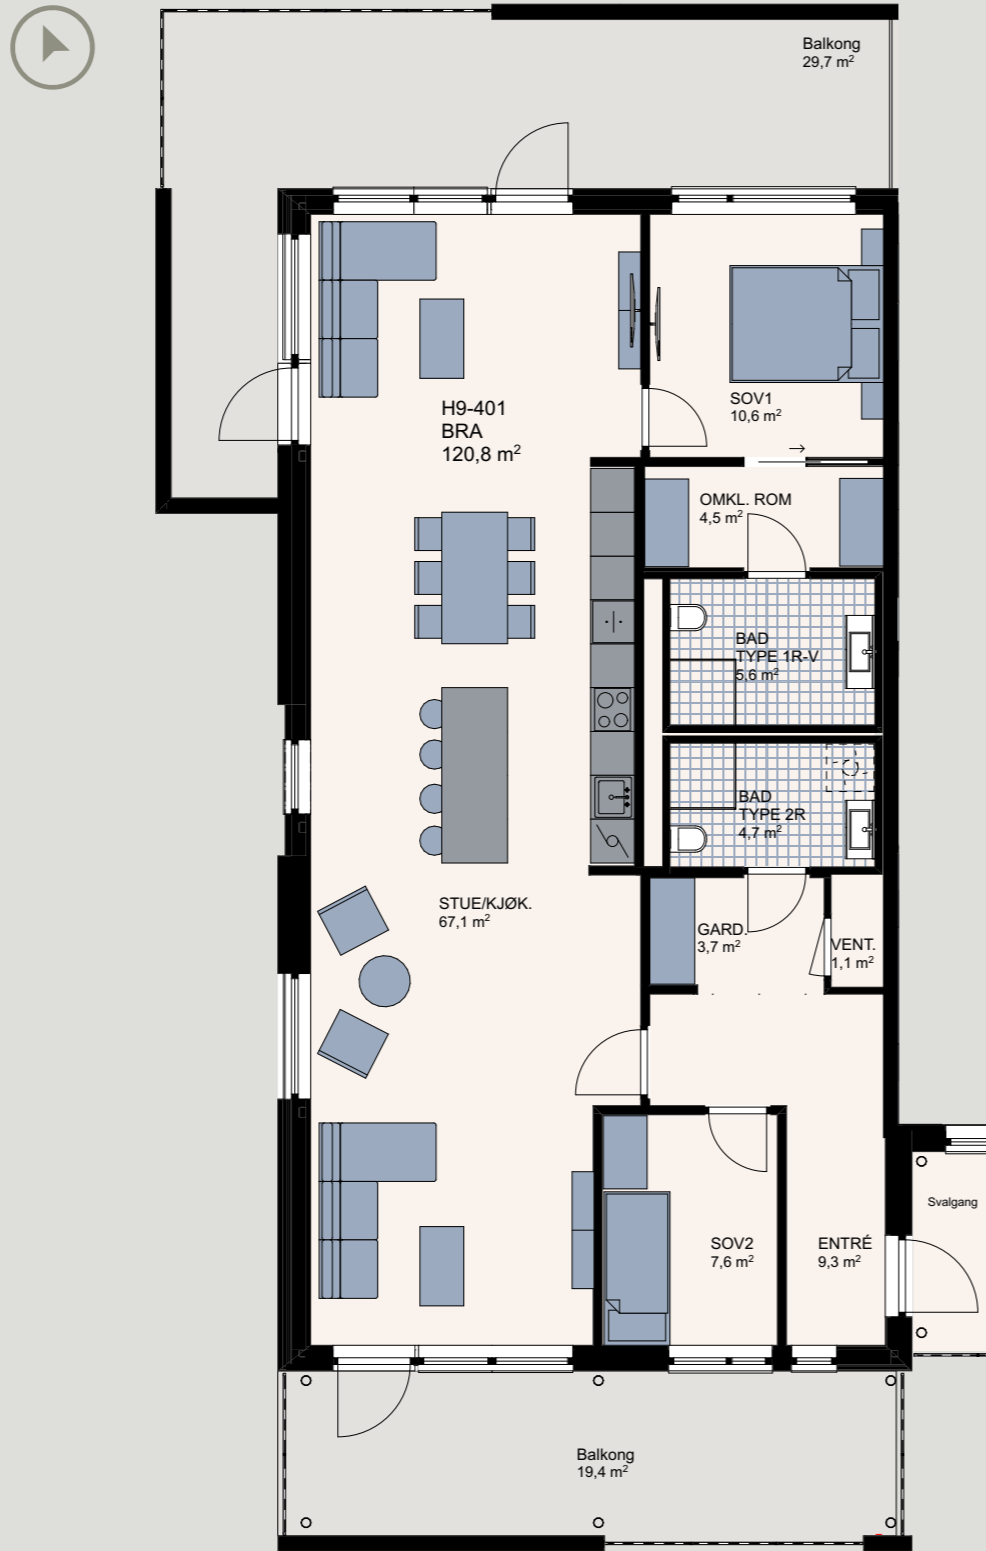 Balkong
29,7 m²
H9-401
BRA
120,8 m²
SOV1
10,6 m²
OMKL. ROM
4,5 m²
BAD
TYPE 1R-V
5,6 m²
BAD
TYPE 2R
4,7 m²
STUE/KJØK.
67,1 m²
GARD.
3,7 m²
VENT.
1,1 m²
Svalgang
SOV2
7,6 m²
ENTRÉ
9,3 m²
Balkong
19,4 m²